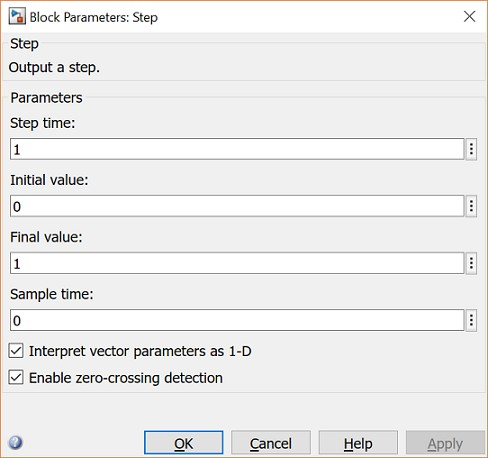 Block Parameters: Step
Step
Output a step.
Parameters
Step time:
1
Initial value:
0
Final value:
1
Sample time:
0
Interpret vector parameters as 1-D
Enable zero-crossing detection
? OK Cancel Help Apply